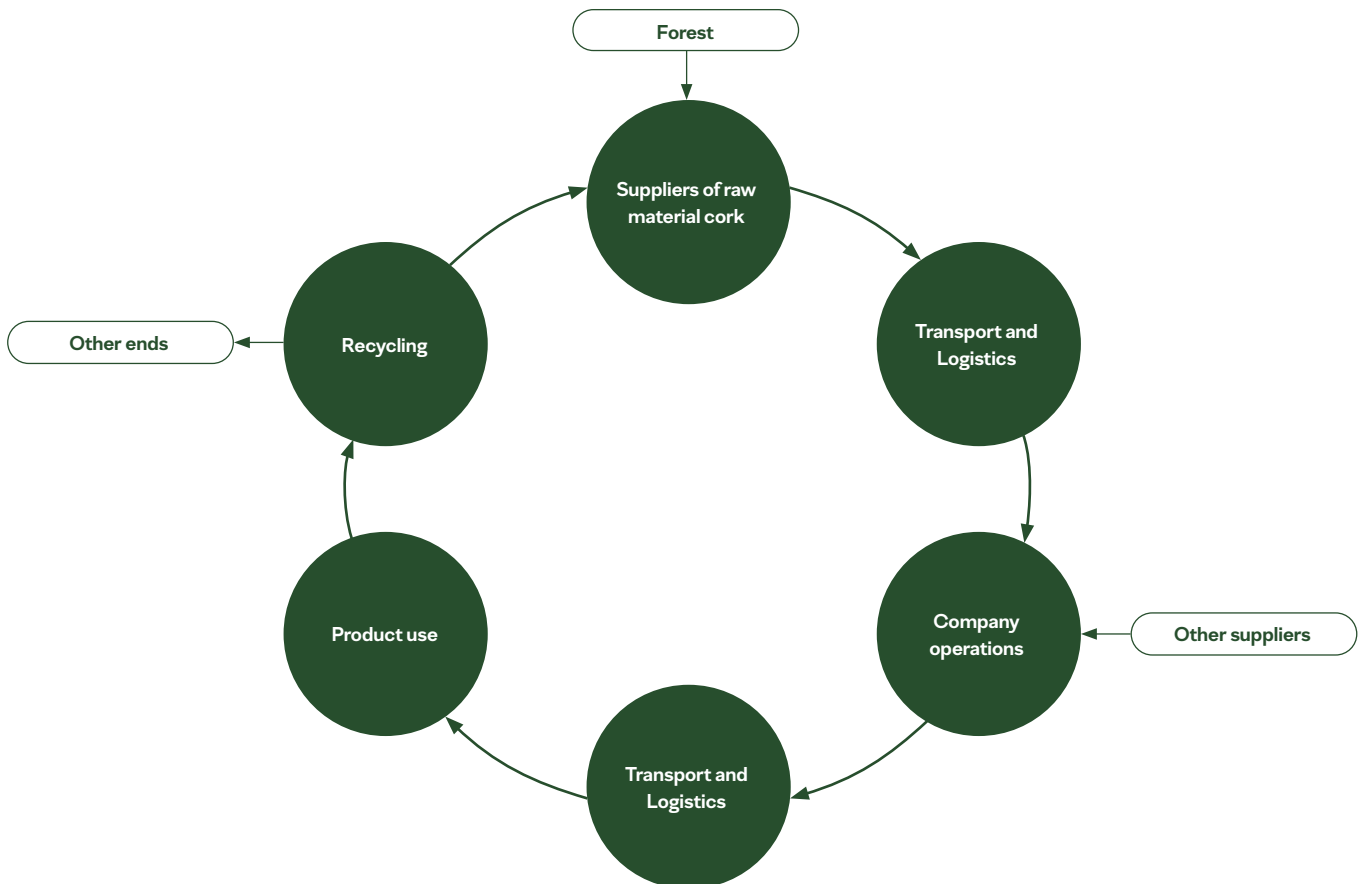 Forest
Suppliers of raw
material cork
Transport and
Logistics
Recycling
Other ends
Company
operations
Other suppliers
Product use
Transport and
Logistics